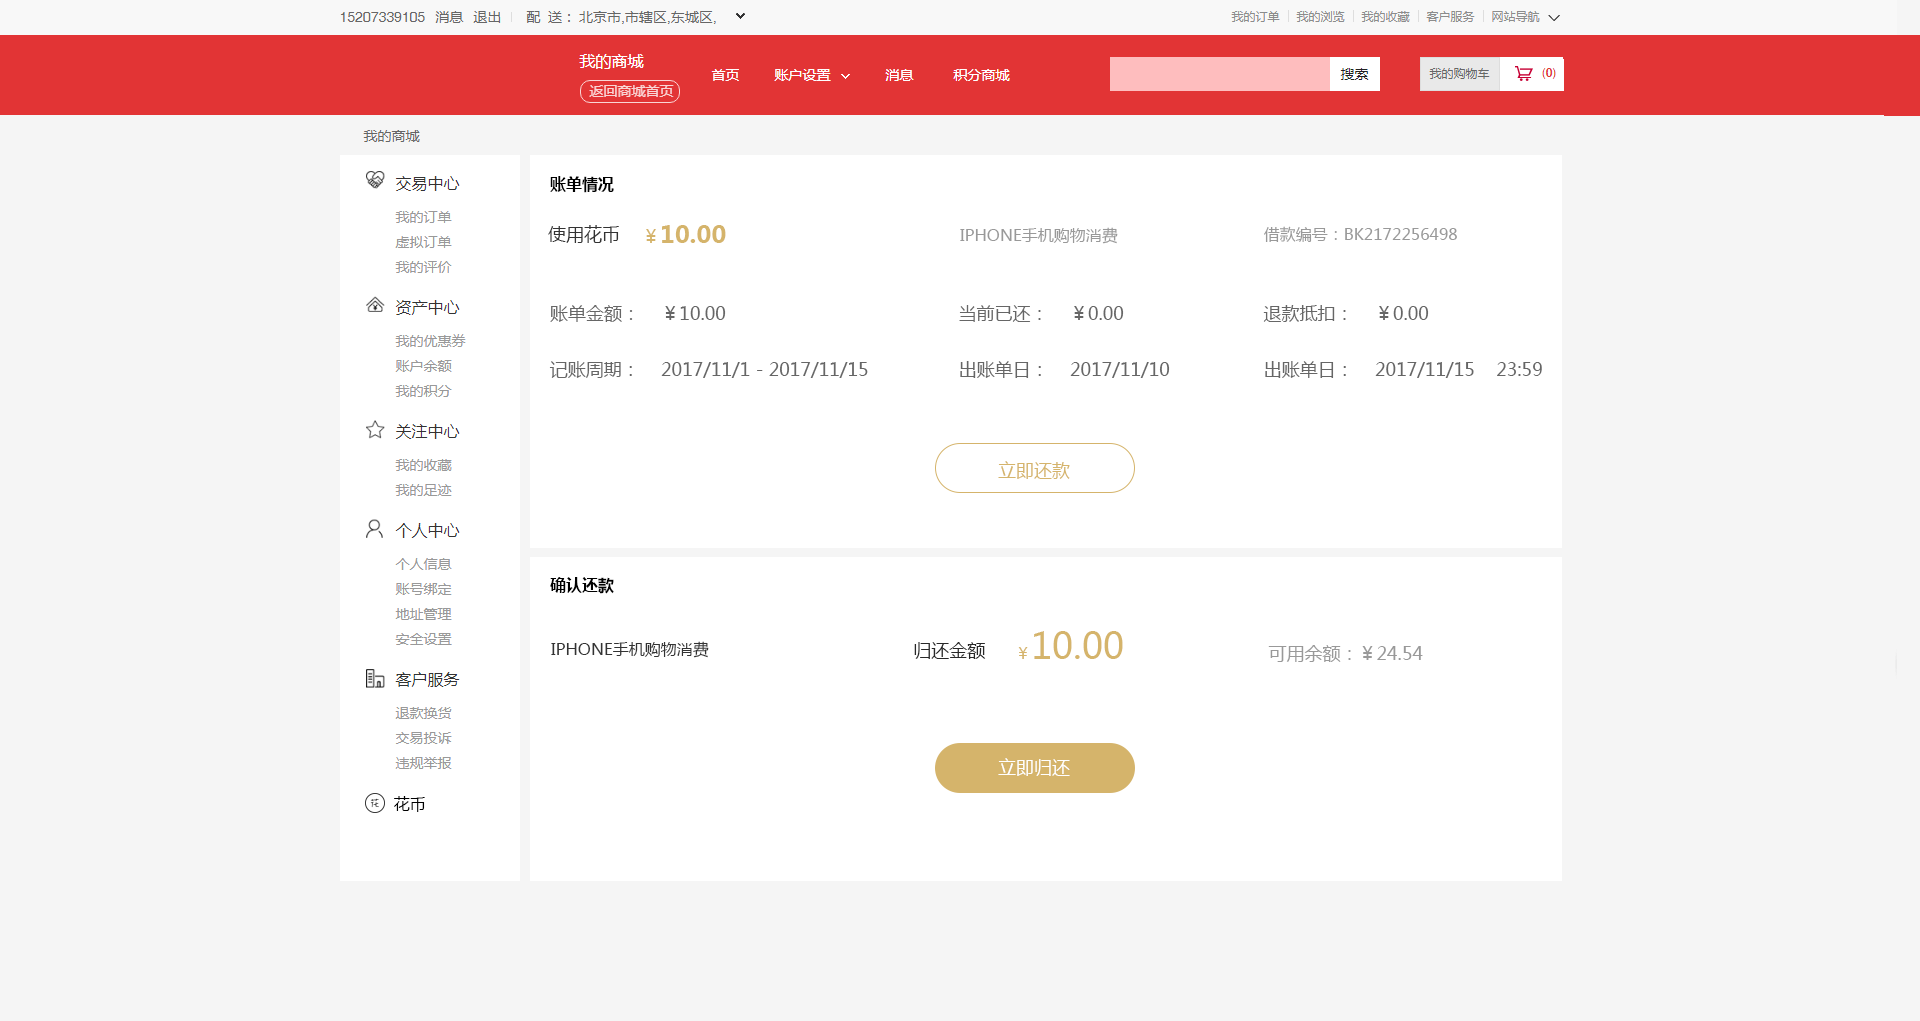 15207339105 消息 退出 配 送： 北京市,市辖区,东城区, 我的订单 我的浏览 我的收藏 客户服务 网站导航
我的商城
返回商城首页
首页 账户设置 消息 积分商城
搜索
我的购物车 (0)
我的商城
交易中心
我的订单
虚拟订单
我的评价
资产中心
我的优惠券
账户余额
我的积分
关注中心
我的收藏
我的足迹
个人中心
个人信息
账号绑定
地址管理
安全设置
客户服务
退款换货
交易投诉
违规举报
花 花币
账单情况
使用花币 ¥10.00 IPHONE手机购物消费 借款编号：BK2172256498
账单金额： ¥10.00 当前已还： ¥0.00 退款抵扣： ¥0.00
记账周期： 2017/11/1 - 2017/11/15 出账单日： 2017/11/10 出账单日： 2017/11/15 23:59
立即还款
确认还款
IPHONE手机购物消费 归还金额 ¥10.00 可用余额：¥24.54
立即归还